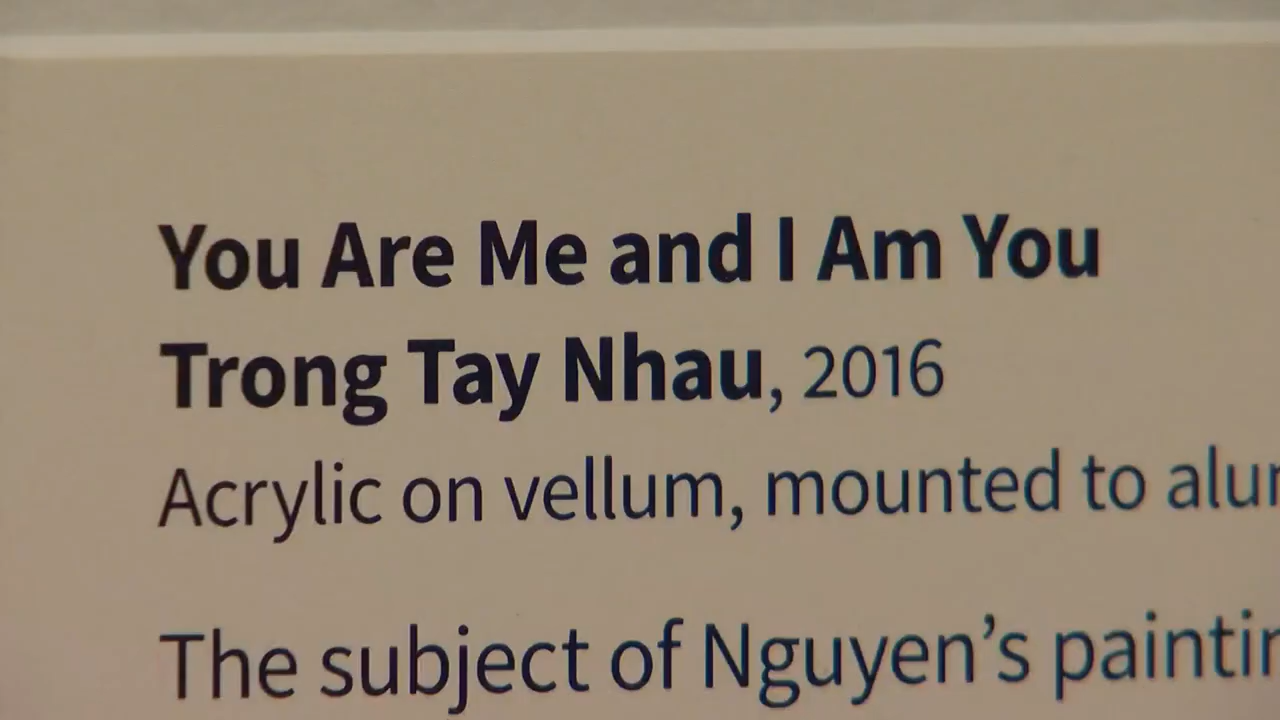 You Are Me and I Am You
Trong Tay Nhau, 2016
Acrylic on vellum, mounted to
The subject of Nguyen's